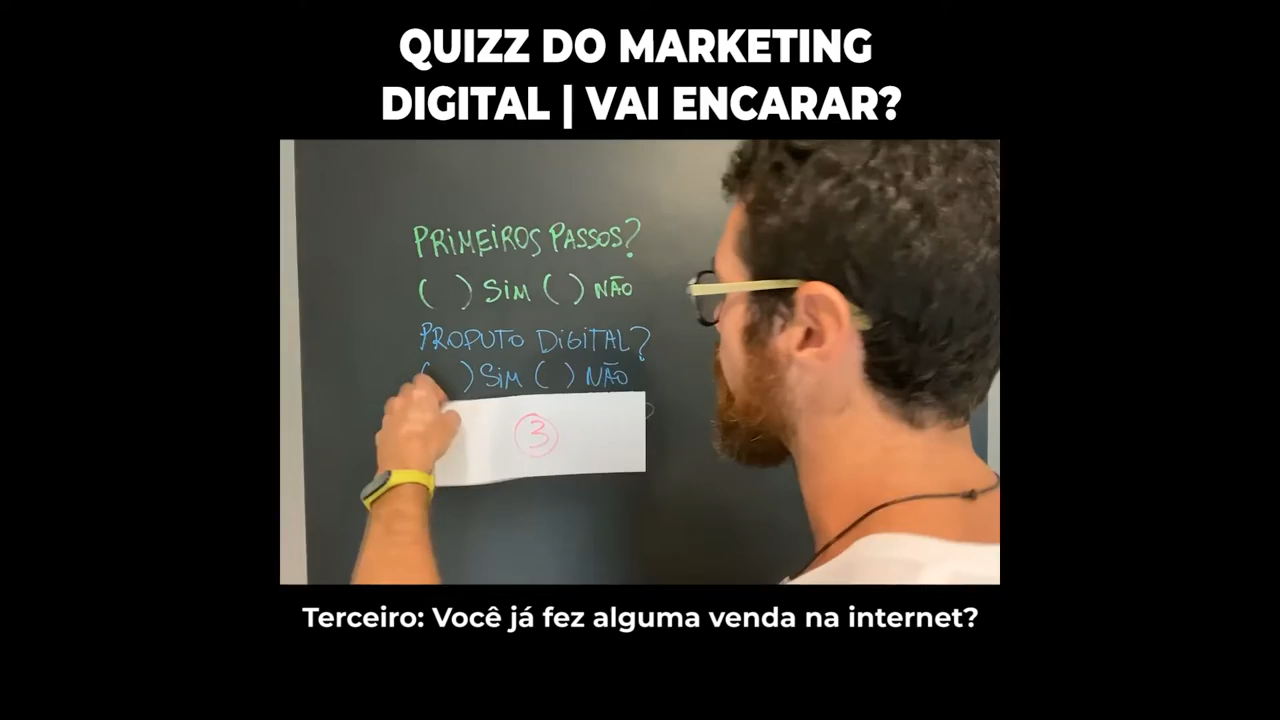 QUIZZ DO MARKETING
DIGITAL | VAI ENCARAR?
PRIMEIROS PASSOS?
( ) SIM ( ) NÃO
PRODUTO DIGITAL?
( ) SIM ( ) NÃO
3
Terceiro: Você já fez alguma venda na internet?